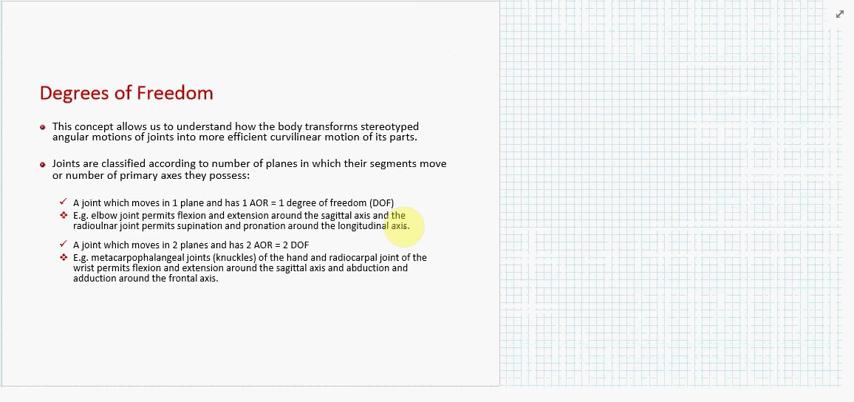 Degrees of Freedom
This concept allows us to understand how the body transforms stereotyped
angular motions of joints into more efficient curvilinear motion of its parts.
Joints are classified according to number of planes in which their segments move
or number of primary axes they possess:
A joint which moves in 1 plane and has 1 AOR = 1 degree of freedom (DOF)
E.g. elbow joint permits flexion and extension around the sagittal axis and the
radioulnar joint permits supination and pronation around the longitudinal axis.
A joint which moves in 2 planes and has 2 AOR = 2 DOF
E.g. metacarpophalangeal joints (knuckles) of the hand and radiocarpal joint of the
wrist permits flexion and extension around the sagittal axis and abduction and
adduction around the frontal axis.